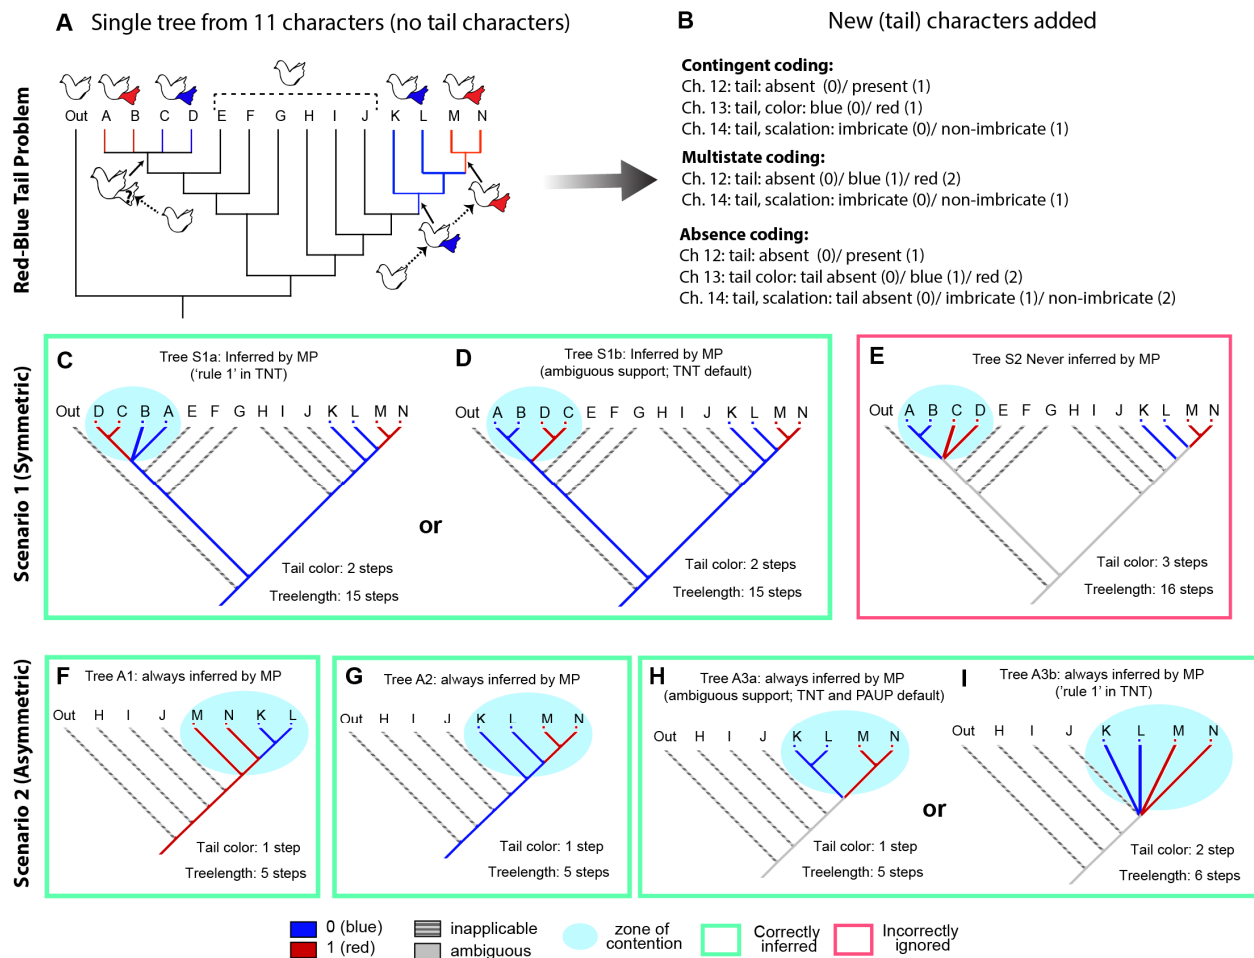 A Single tree from 11 characters (no tail characters)
B New (tail) characters added
Red-Blue Tail Problem
Out A B C D E F G H I J K L M N
?
Contingent coding:
Ch. 12: tail: absent (0)/ present (1)
Ch. 13: tail, color: blue (0)/ red (1)
Ch. 14: tail, scalation: imbricate (0)/ non-imbricate (1)
Multistate coding:
Ch. 12: tail: absent (0)/ blue (1)/ red (2)
Ch. 14: tail, scalation: imbricate (0)/ non-imbricate (1)
Absence coding:
Ch 12: tail: absent (0)/ present (1)
Ch 13: tail color: tail absent (0)/ blue (1)/ red (2)
Ch. 14: tail, scalation: tail absent (0)/ imbricate (1)/ non-imbricate (2)
Scenario 1 (Symmetric)
C
Tree S1a: Inferred by MP
('rule 1' in TNT)
Out D C B A E F G H I J K L M N
Tail color: 2 steps
Treelength: 15 steps
or
D
Tree S1b: Inferred by MP
(ambiguous support; TNT default)
Out A B D C E F G H I J K L M N
Tail color: 2 steps
Treelength: 15 steps
E
Tree S2 Never inferred by MP
Out A B C D E F G H I J K L M N
Tail color: 3 steps
Treelength: 16 steps
Scenario 2 (Asymmetric)
F
Tree A1: always inferred by MP
Out H I J M N K L
Tail color: 1 step
Treelength: 5 steps
G
Tree A2: always inferred by MP
Out H I J K L M N
Tail color: 1 step
Treelength: 5 steps
H
Tree A3a: always inferred by MP
(ambiguous support; TNT and PAUP default)
Out H I J K L M N
Tail color: 1 step
Treelength: 5 steps
or
I
Tree A3b: always inferred by MP
('rule 1' in TNT)
Out H I J K L M N
Tail color: 2 step
Treelength: 6 steps
0 (blue)
1 (red)
inapplicable
ambiguous
zone of
contention
Correctly
inferred
Incorrectly
ignored